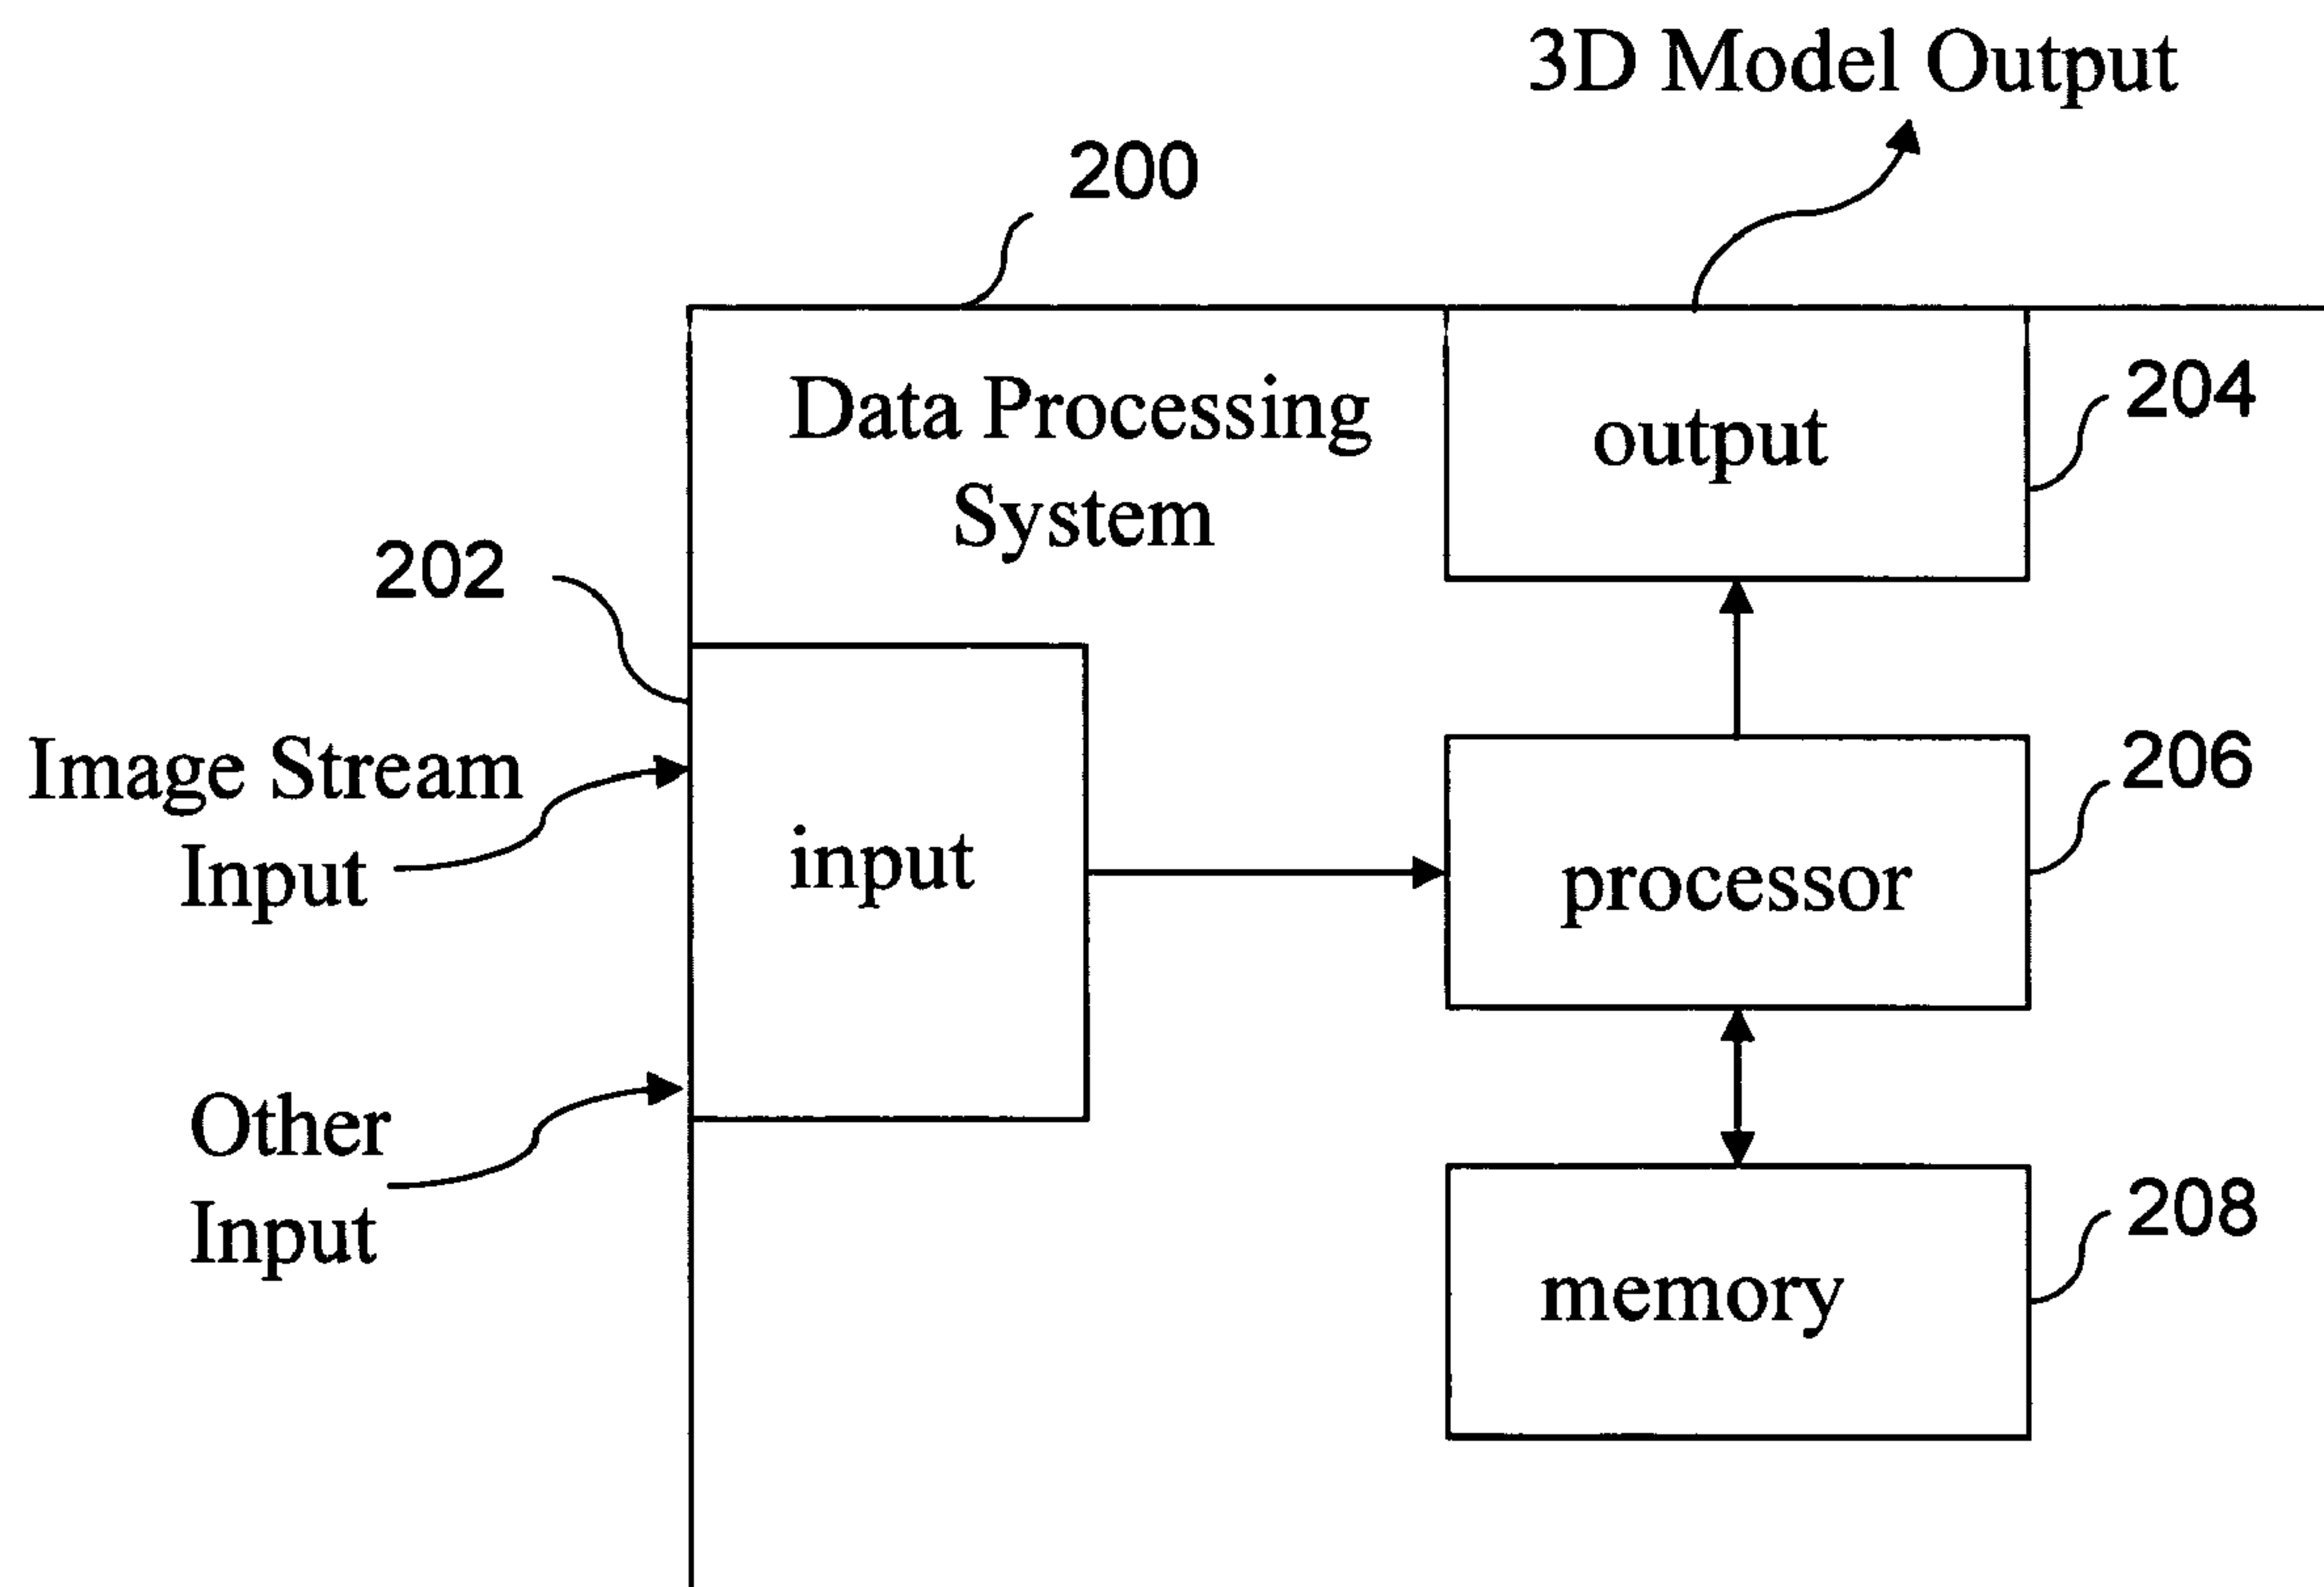 3D Model Output
200
Data Processing
System
output
204
202
Image Stream
Input
input
processor
206
Other
Input
memory
208